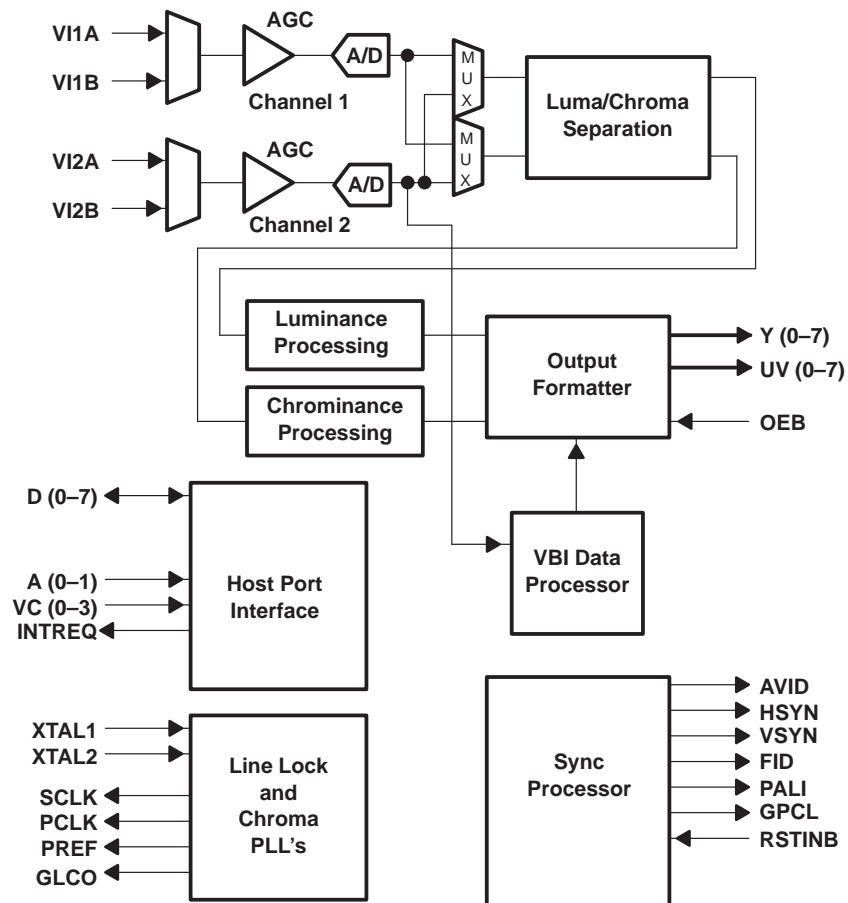 VI1A
VI1B
AGC
A/D
Channel 1
M
U
X
Luma/Chroma
Separation
VI2A
VI2B
AGC
A/D
Channel 2
M
U
X
Luminance
Processing
Chrominance
Processing
Output
Formatter
Y (0–7)
UV (0–7)
OEB
D (0–7)
A (0–1)
VC (0–3)
INTREQ
Host Port
Interface
VBI Data
Processor
XTAL1
XTAL2
SCLK
PCLK
PREF
GLCO
Line Lock
and
Chroma
PLL's
Sync
Processor
AVID
HSYN
VSYN
FID
PALI
GPCL
RSTINB